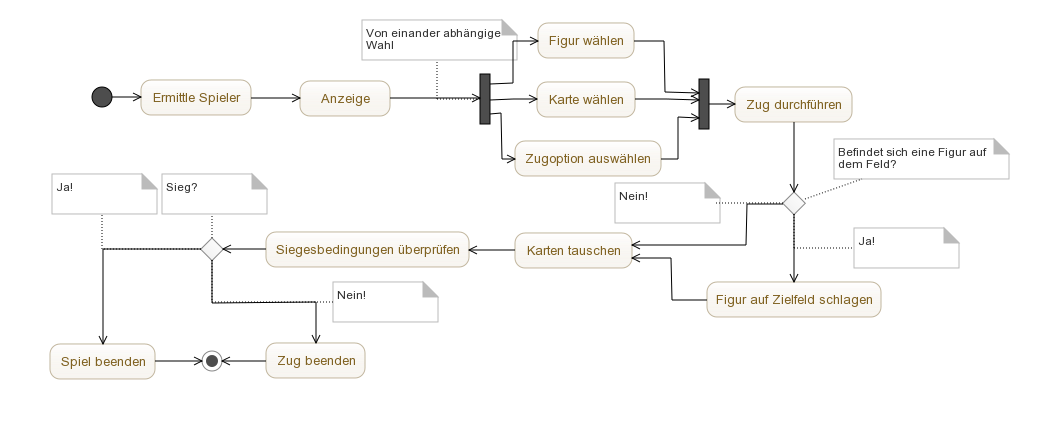 Von einander abhängige
Wahl
Figur wählen
Ermittle Spieler
Anzeige
Karte wählen
Zug durchführen
Zugoption auswählen
Befindet sich eine Figur auf
dem Feld?
Ja!
Sieg?
Nein!
Ja!
Siegesbedingungen überprüfen
Karten tauschen
Nein!
Figur auf Zielfeld schlagen
Spiel beenden
Zug beenden